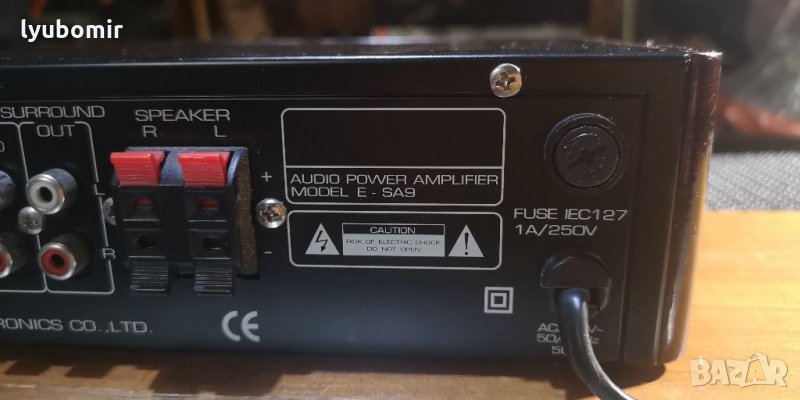 lyubomir
SURROUND
OUT
SPEAKER
R L
L
R
+
-
AUDIO POWER AMPLIFIER
MODEL E - SA9
CAUTION
RISK OF ELECTRIC SHOCK
DO NOT OPEN
FUSE IEC127
1A/250V
CO.,LTD.
CE
BAZAR